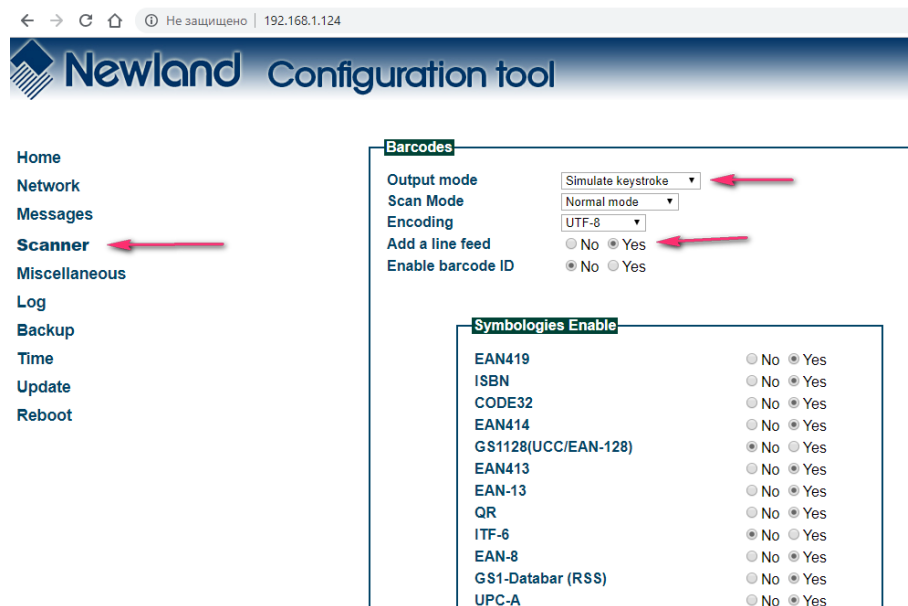 Не защищено 192.168.1.124
Newland Configuration tool
Home
Network
Messages
Scanner
Miscellaneous
Log
Backup
Time
Update
Reboot
Barcodes
Output mode Simulate keystroke
Scan Mode Normal mode
Encoding UTF-8
Add a line feed No Yes
Enable barcode ID No Yes
Symbologies Enable
EAN419 No Yes
ISBN No Yes
CODE32 No Yes
EAN414 No Yes
GS1128(UCC/EAN-128) No Yes
EAN413 No Yes
EAN-13 No Yes
QR No Yes
ITF-6 No Yes
EAN-8 No Yes
GS1-Databar (RSS) No Yes
UPC-A No Yes